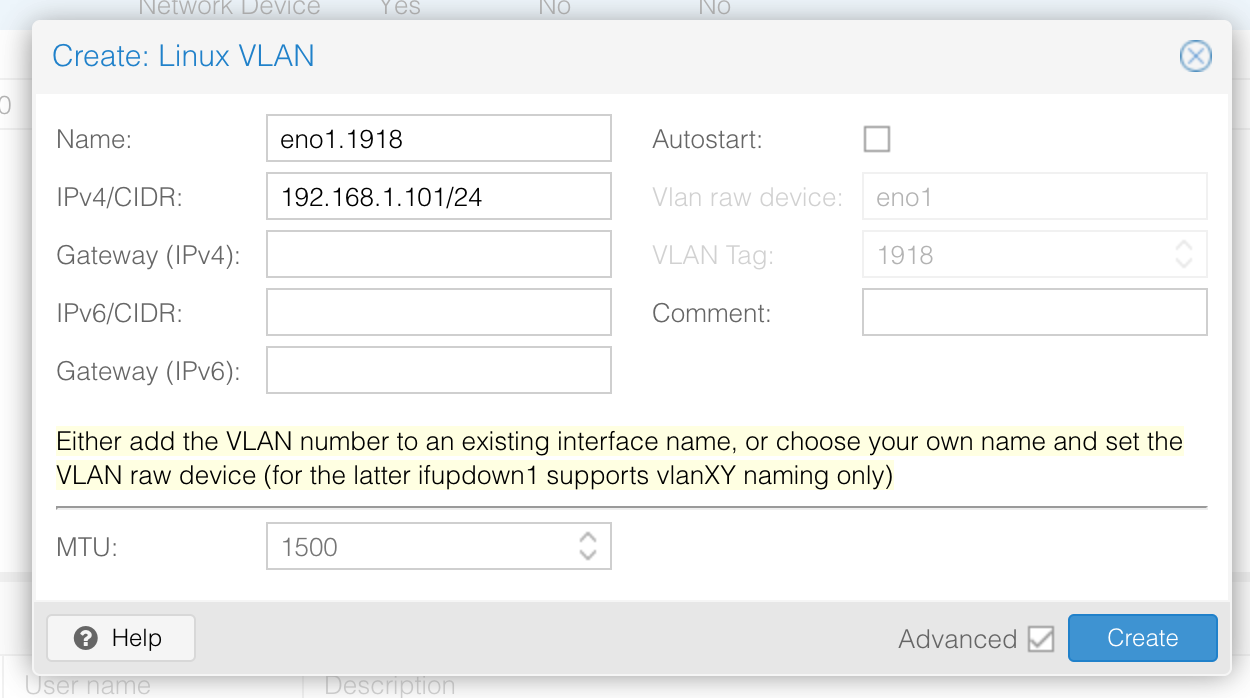 Network Device Yes No No
Create: Linux VLAN
0
Name: eno1.1918 Autostart:
IPv4/CIDR: 192.168.1.101/24 Vlan raw device: eno1
Gateway (IPv4): VLAN Tag: 1918
IPv6/CIDR: Comment:
Gateway (IPv6):
Either add the VLAN number to an existing interface name, or choose your own name and set the
VLAN raw device (for the latter ifupdown1 supports vlanXY naming only)
MTU: 1500
Help Advanced Create
User name Description